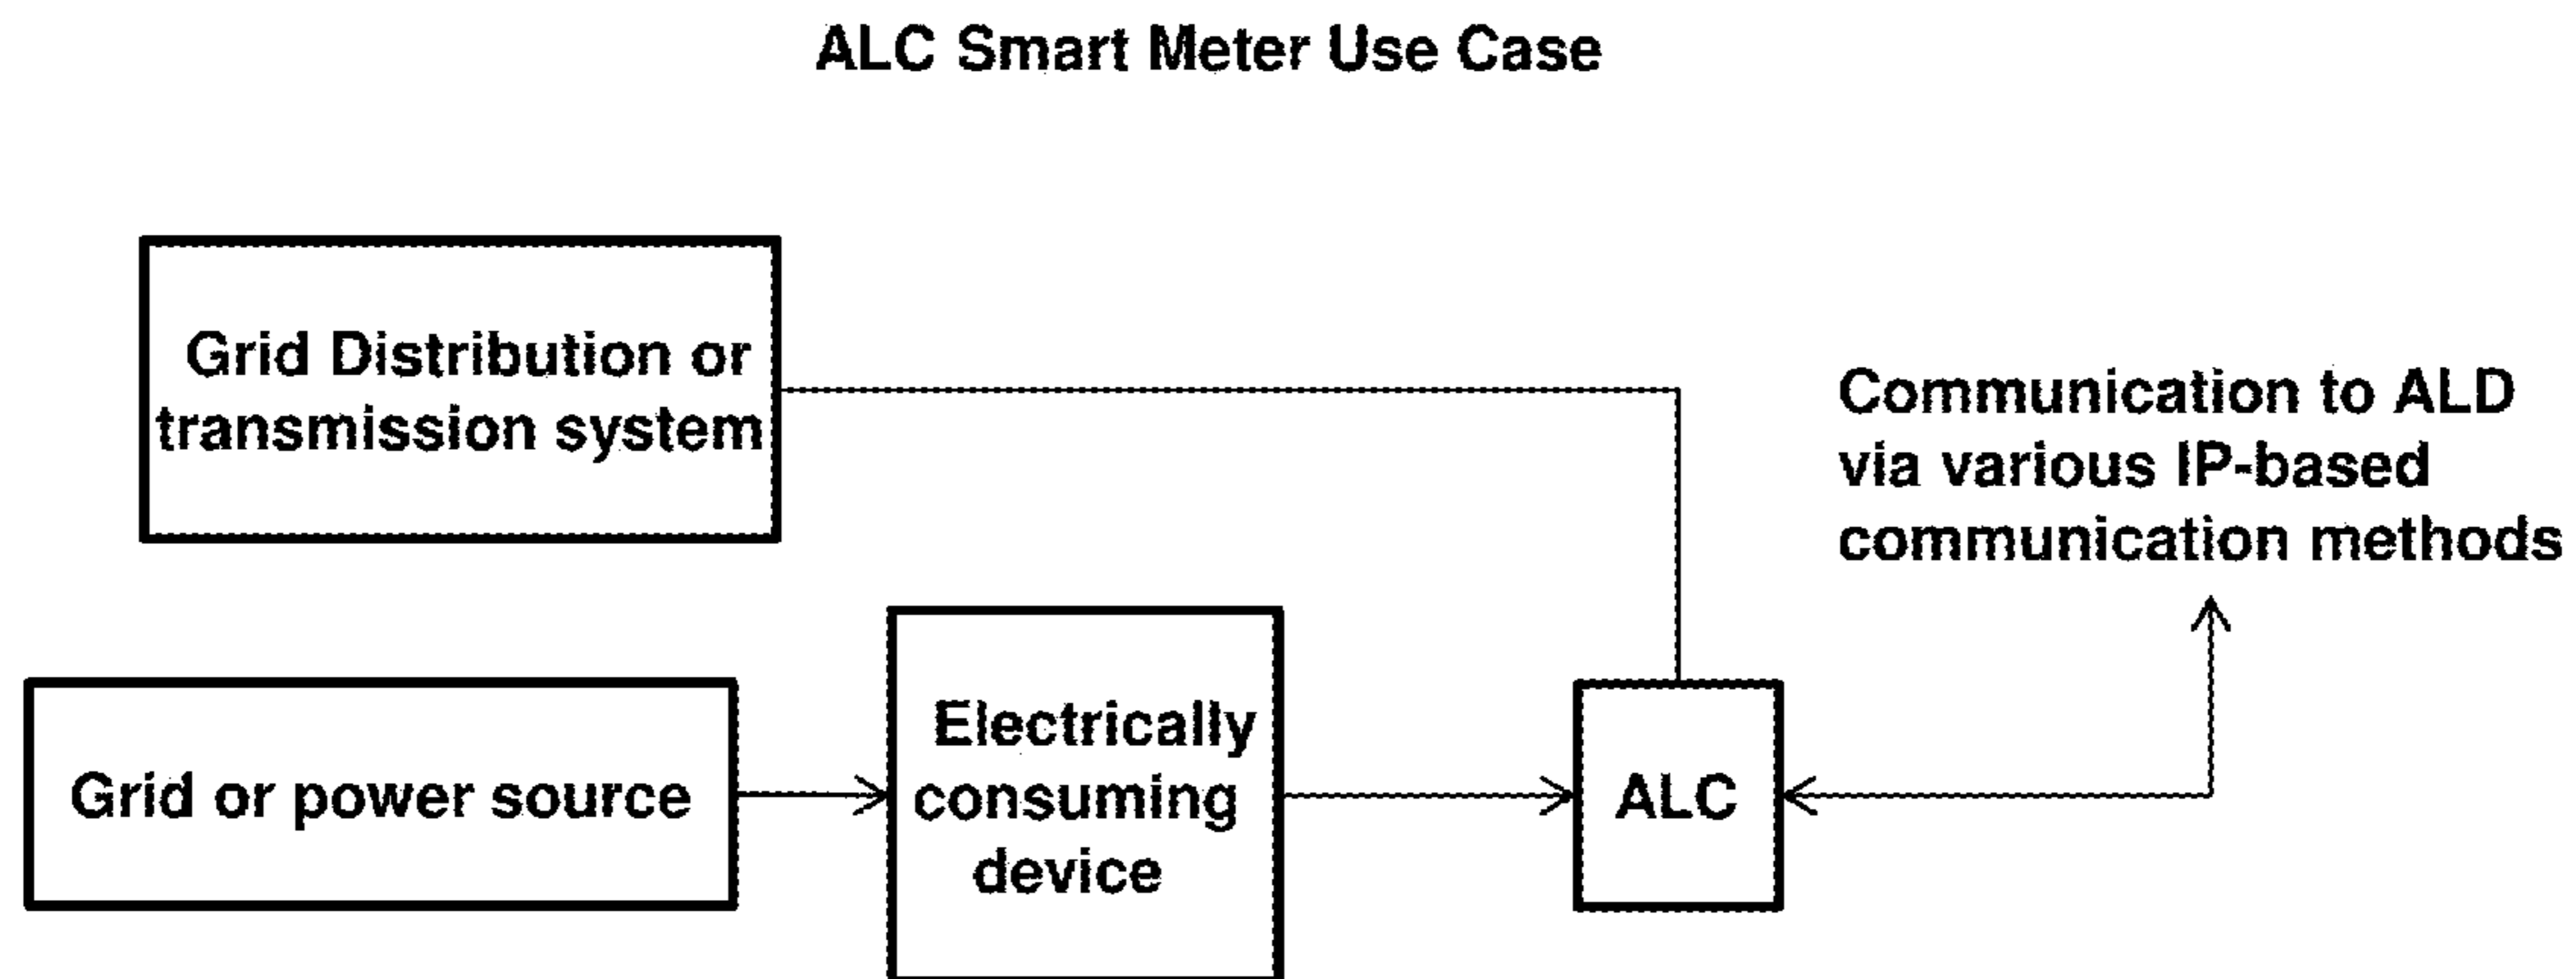 ALC Smart Meter Use Case
Grid Distribution or
transmission system
Communication to ALD
via various IP-based
communication methods
Grid or power source
Electrically
consuming
device
ALC